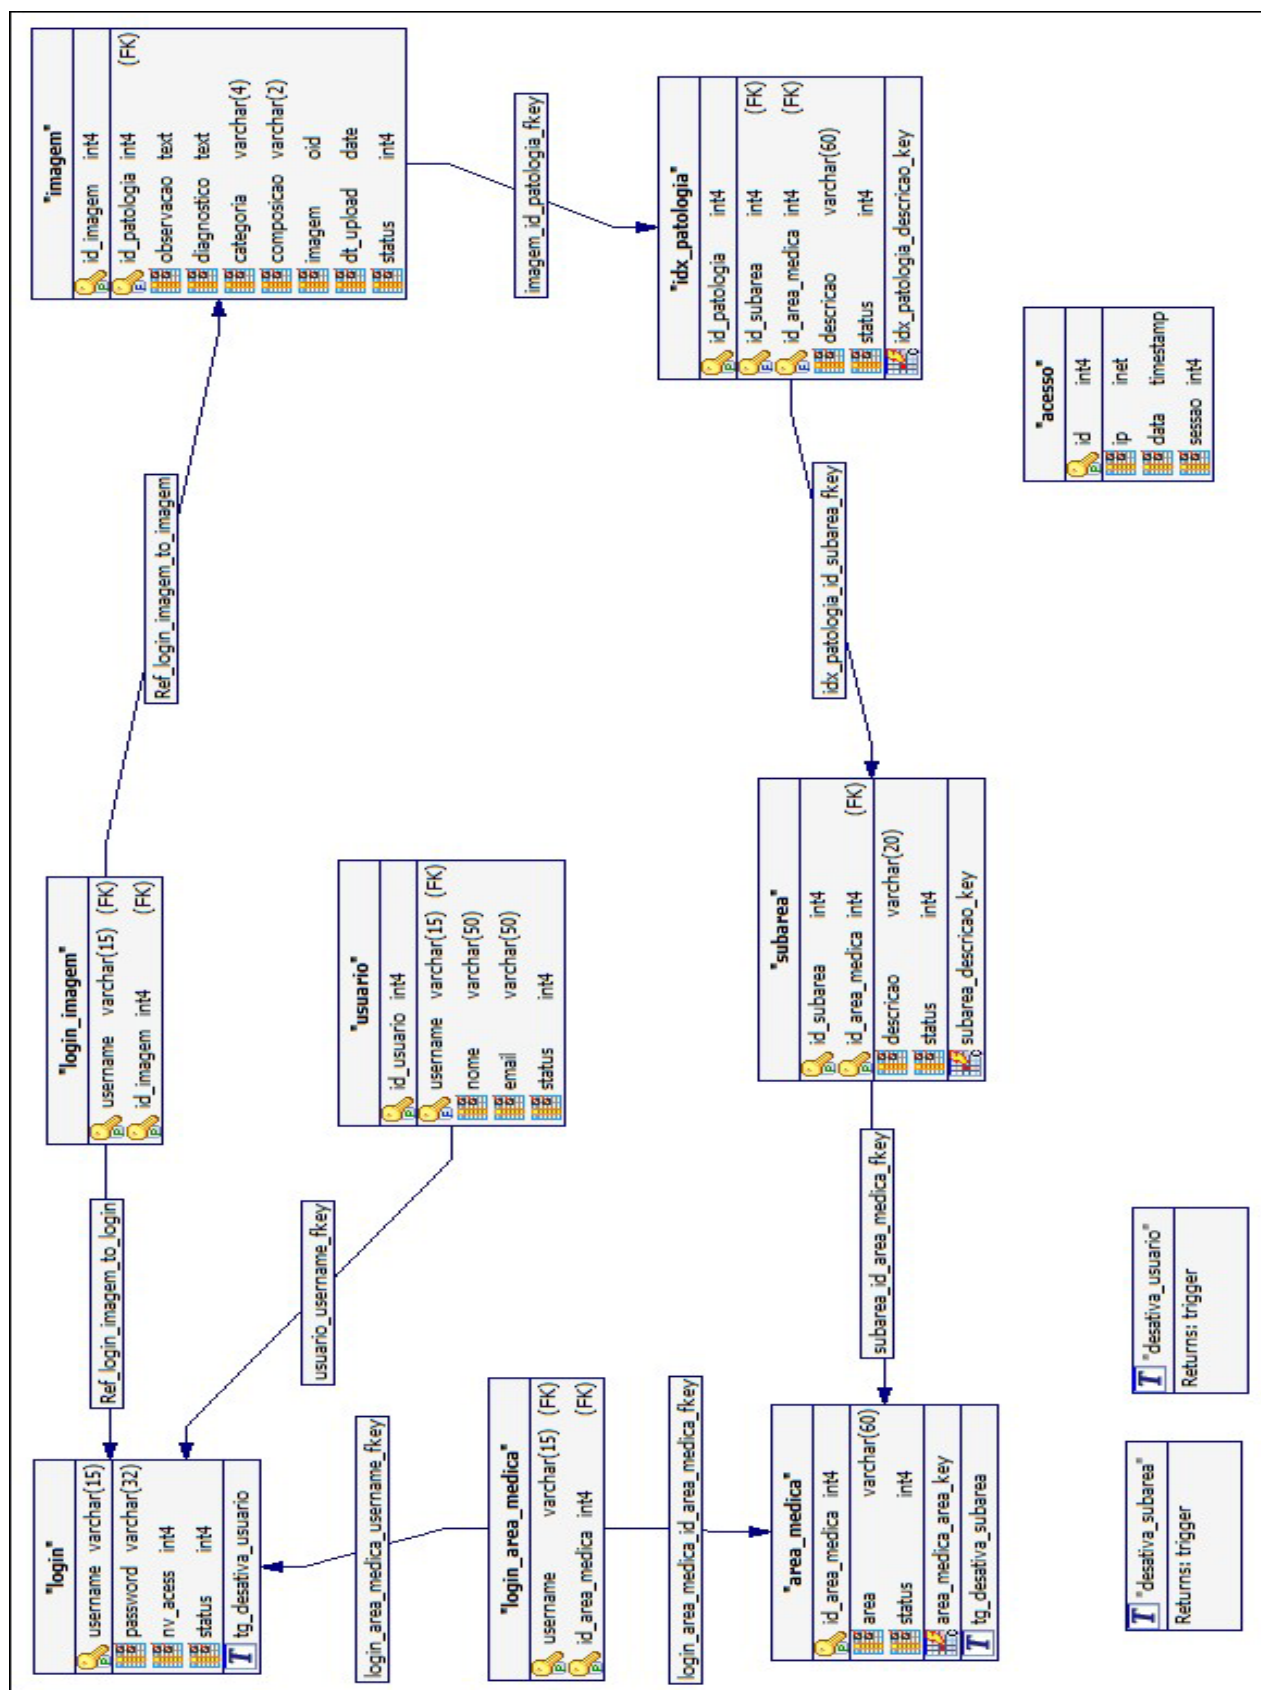 "login"
username varchar(15)
password varchar(32)
nv_acess int4
status int4
tg_desativa_usuario
Ref_login_imagem_to_login
"login_imagem"
username varchar(15) (FK)
id_imagem int4 (FK)
Ref_login_imagem_to_imagem
"imagem"
id_imagem int4
id_patologia int4 (FK)
observacao text
diagnostico text
categoria varchar(4)
composicao varchar(2)
imagem oid
dt_upload date
status int4
usuario_username_fkey
"usuario"
id_usuario int4
username varchar(15) (FK)
nome varchar(50)
email varchar(50)
status int4
login_area_medica_username_fkey
imagem_id_patologia_fkey
"login_area_medica"
username varchar(15) (FK)
id_area_medica int4 (FK)
login_area_medica_id_area_medica_fkey
"area_medica"
id_area_medica int4
area varchar(60)
status int4
area_medica_area_key
tg_desativa_subarea
subarea_id_area_medica_fkey
"subarea"
id_subarea int4
id_area_medica int4 (FK)
descricao varchar(20)
status int4
subarea_descricao_key
idx_patologia_id_subarea_fkey
"idx_patologia"
id_patologia int4
id_subarea int4 (FK)
id_area_medica int4 (FK)
descricao varchar(60)
status int4
idx_patologia_descricao_key
"acesso"
id int4
ip inet
data timestamp
sessao int4
"desativa_subarea"
Returns: trigger
"desativa_usuario"
Returns: trigger